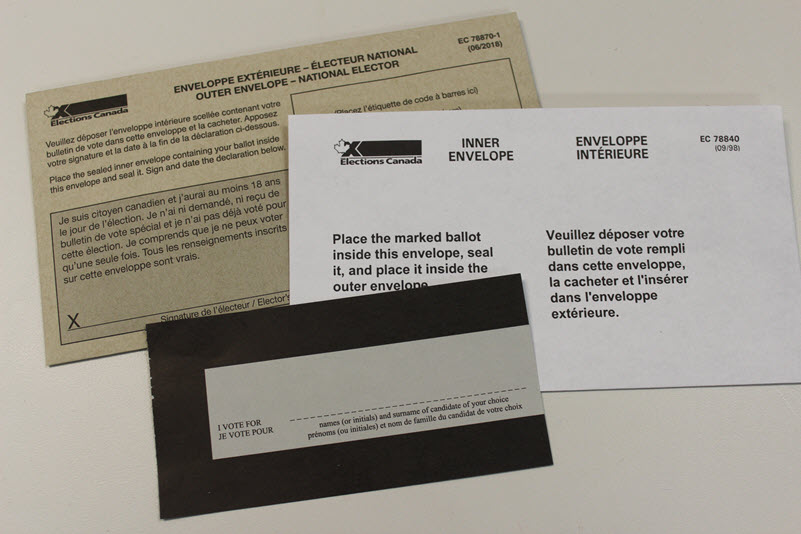 ENVELOPPE EXTÉRIEURE – ÉLECTEUR NATIONAL
OUTER ENVELOPE – NATIONAL ELECTOR
EC 78870-1
(06/2018)
Elections Canada
Veuillez déposer l'enveloppe intérieure scellée contenant votre
bulletin de vote dans cette enveloppe et la cacheter. Apposez
votre signature et la date à la fin de la déclaration ci-dessous.
Place the sealed inner envelope containing your ballot inside
this envelope and seal it. Sign and date the declaration below.
(Placez l'étiquette de code à barres ici)
Je suis citoyen canadien et j'aurai au moins 18 ans
le jour de l'élection. Je n'ai ni demandé, ni reçu de
bulletin de vote spécial et je n'ai pas déjà voté pour
cette élection. Je comprends que je ne peux voter
qu'une seule fois. Tous les renseignements inscrits
sur cette enveloppe sont vrais.
X
Signature de l'électeur / Elector's
Elections Canada
INNER
ENVELOPE
ENVELOPPE
INTÉRIEURE
EC 78840
(09/98)
Place the marked ballot
inside this envelope, seal
it, and place it inside the
outer envelope
Veuillez déposer votre
bulletin de vote rempli
dans cette enveloppe,
la cacheter et l'insérer
dans l'enveloppe
extérieure.
I VOTE FOR
JE VOTE POUR
names (or initials) and surname of candidate of your choice
prénoms (ou initiales) et nom de famille du candidat de votre choix